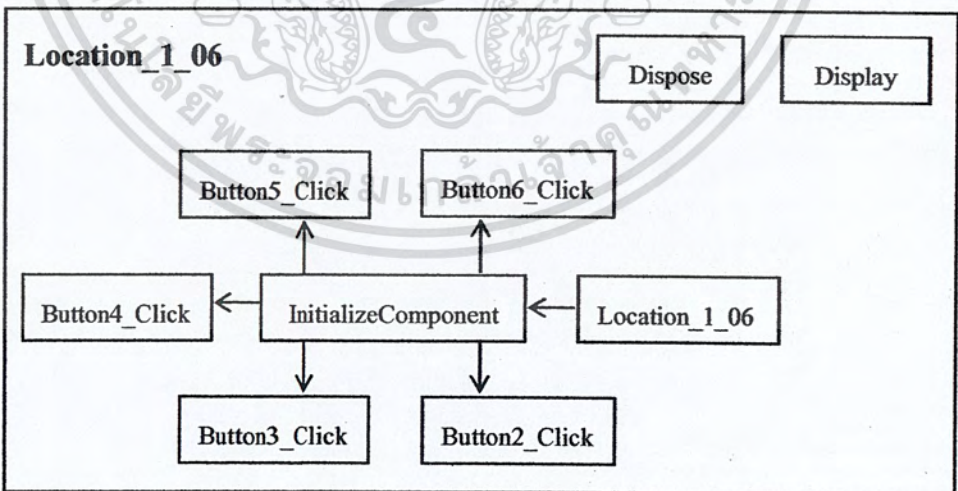 Location_1_06
Dispose
Display
Button5_Click
Button6_Click
Button4_Click
InitializeComponent
Location_1_06
Button3_Click
Button2_Click